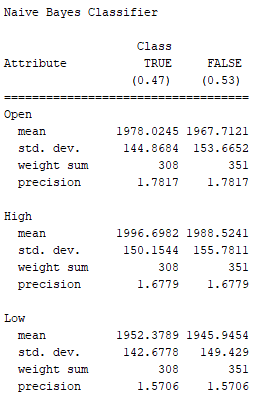 Naive Bayes Classifier
Class
Attribute TRUE FALSE
(0.47) (0.53)
===================================
Open
mean 1978.0245 1967.7121
std. dev. 144.8684 153.6652
weight sum 308 351
precision 1.7817 1.7817
High
mean 1996.6982 1988.5241
std. dev. 150.1544 155.7811
weight sum 308 351
precision 1.6779 1.6779
Low
mean 1952.3789 1945.9454
std. dev. 142.6778 149.429
weight sum 308 351
precision 1.5706 1.5706